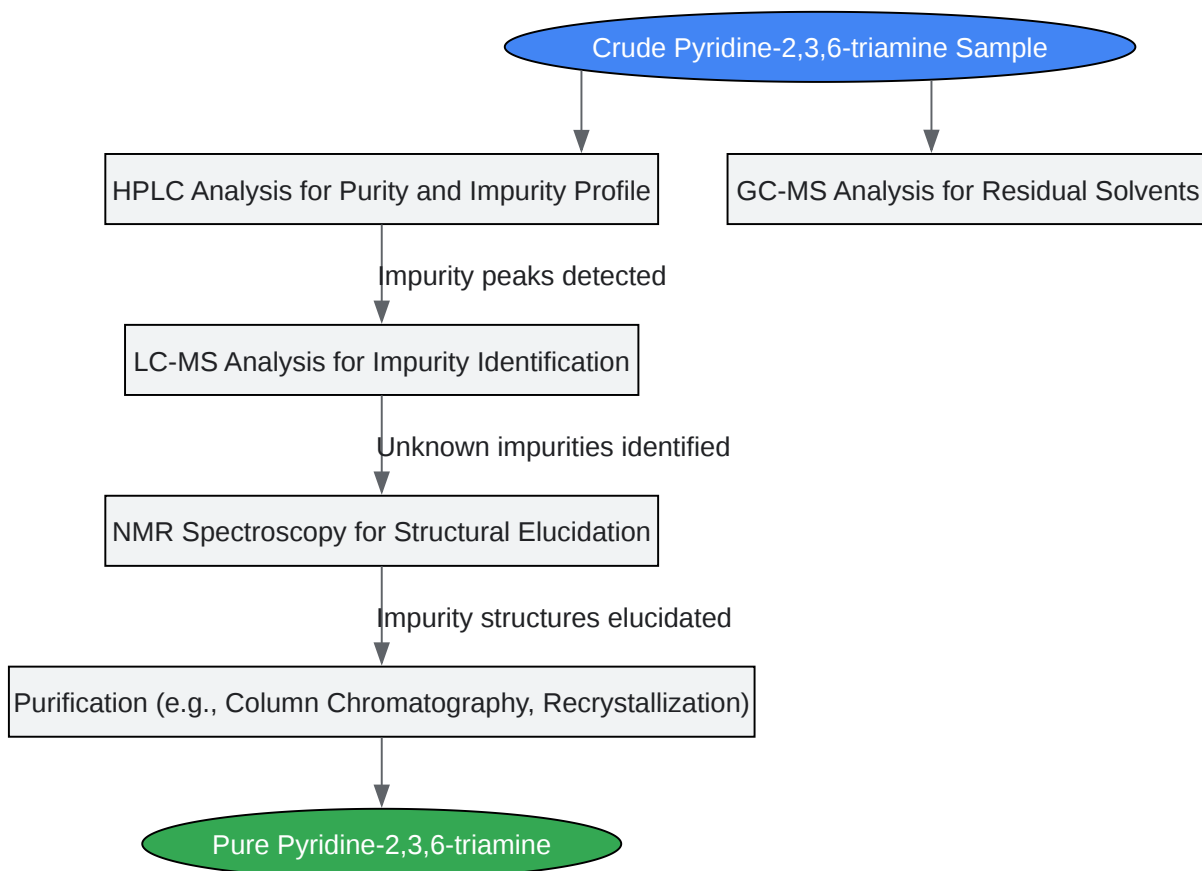 Crude Pyridine-2,3,6-triamine Sample
HPLC Analysis for Purity and Impurity Profile
GC-MS Analysis for Residual Solvents
Impurity peaks detected
LC-MS Analysis for Impurity Identification
Unknown impurities identified
NMR Spectroscopy for Structural Elucidation
Impurity structures elucidated
Purification (e.g., Column Chromatography, Recrystallization)
Pure Pyridine-2,3,6-triamine